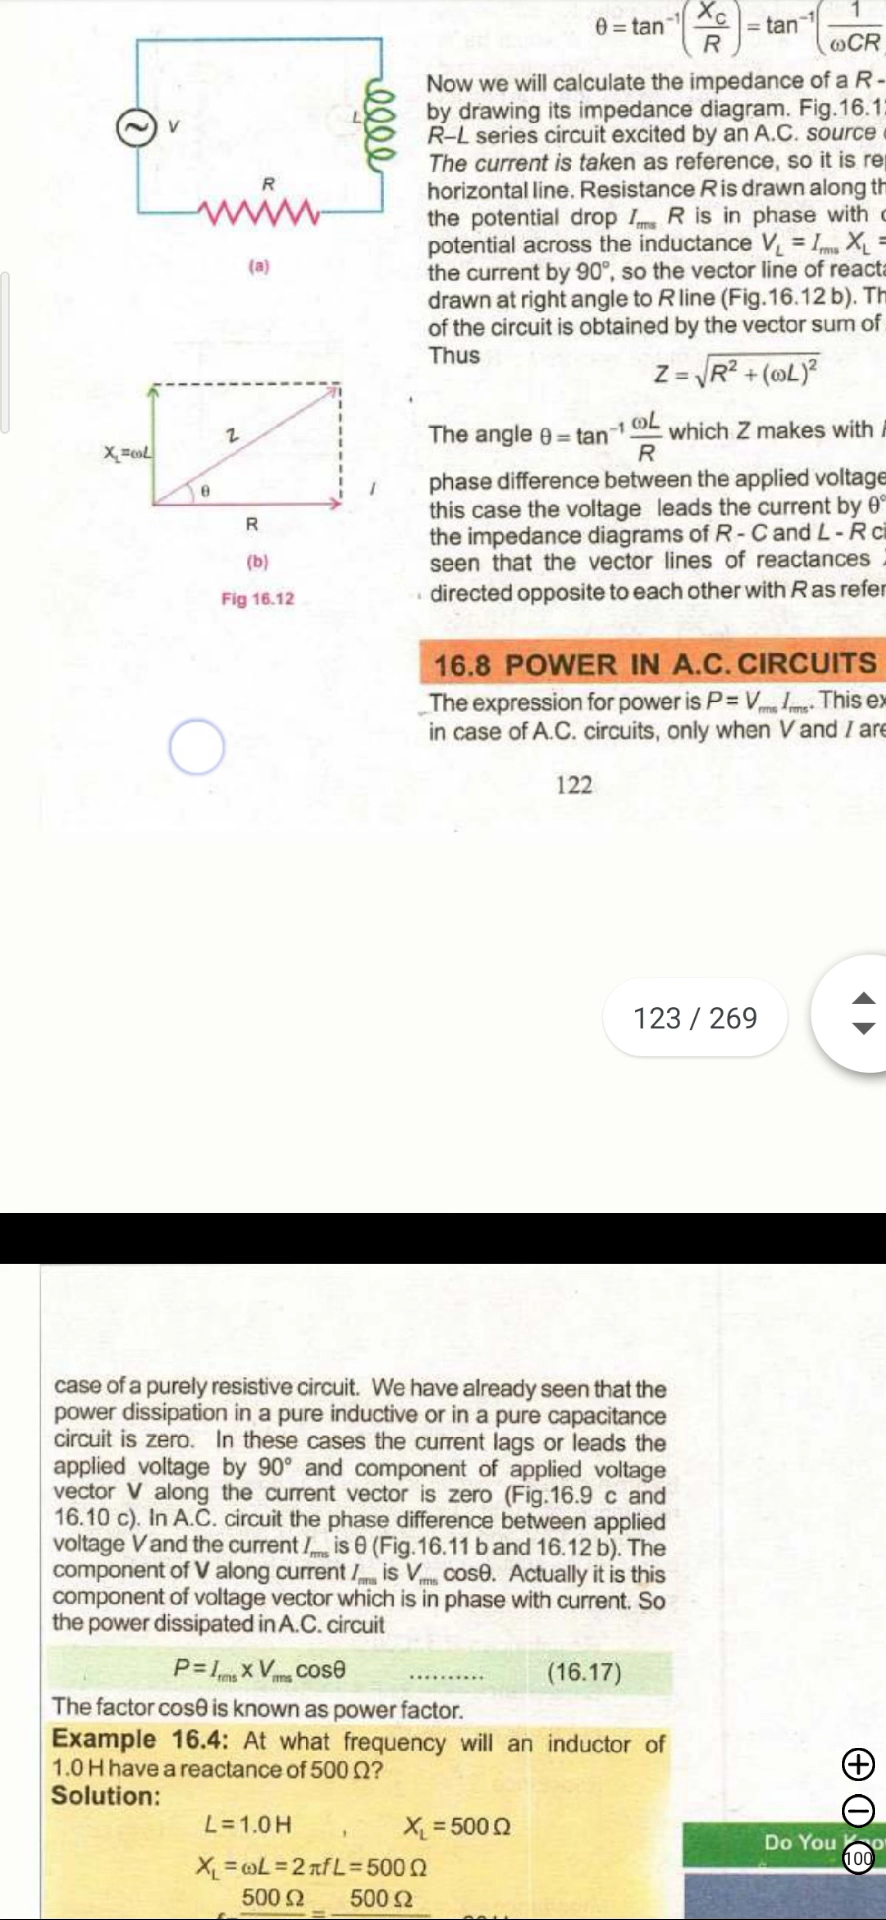 θ = tan⁻¹(X_C / R) = tan⁻¹(1 / ωCR
V
L
R
(a)
Now we will calculate the impedance of a R -
by drawing its impedance diagram. Fig.16.1
R–L series circuit excited by an A.C. source
The current is taken as reference, so it is re
horizontal line. Resistance R is drawn along th
the potential drop I_rms R is in phase with
potential across the inductance V_L = I_rms X_L =
the current by 90°, so the vector line of react
drawn at right angle to R line (Fig.16.12 b). Th
of the circuit is obtained by the vector sum of
Thus
Z = √R² + (ωL)²
X_L=ωL
Z
θ
I
R
(b)
Fig 16.12
The angle θ = tan⁻¹ ωL / R which Z makes with
phase difference between the applied voltage
this case the voltage leads the current by θ°
the impedance diagrams of R - C and L - R ci
seen that the vector lines of reactances
directed opposite to each other with R as refer
16.8 POWER IN A.C. CIRCUITS
The expression for power is P = V_rms I_rms. This ex
in case of A.C. circuits, only when V and I are
122
123 / 269
case of a purely resistive circuit. We have already seen that the
power dissipation in a pure inductive or in a pure capacitance
circuit is zero. In these cases the current lags or leads the
applied voltage by 90° and component of applied voltage
vector V along the current vector is zero (Fig.16.9 c and
16.10 c). In A.C. circuit the phase difference between applied
voltage V and the current I_rms is θ (Fig.16.11 b and 16.12 b). The
component of V along current I_rms is V_rms cosθ. Actually it is this
component of voltage vector which is in phase with current. So
the power dissipated in A.C. circuit
P = I_rms x V_rms cosθ .......... (16.17)
The factor cosθ is known as power factor.
Example 16.4: At what frequency will an inductor of
1.0 H have a reactance of 500 Ω?
Solution:
L = 1.0 H , X_L = 500 Ω
X_L = ωL = 2 πf L = 500 Ω
500 Ω = 500 Ω
Do You
100